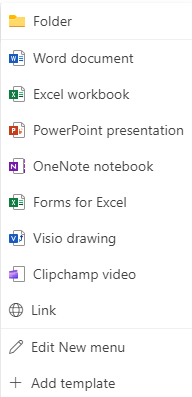 Folder
Word document
Excel workbook
PowerPoint presentation
OneNote notebook
Forms for Excel
Visio drawing
Clipchamp video
Link
Edit New menu
Add template